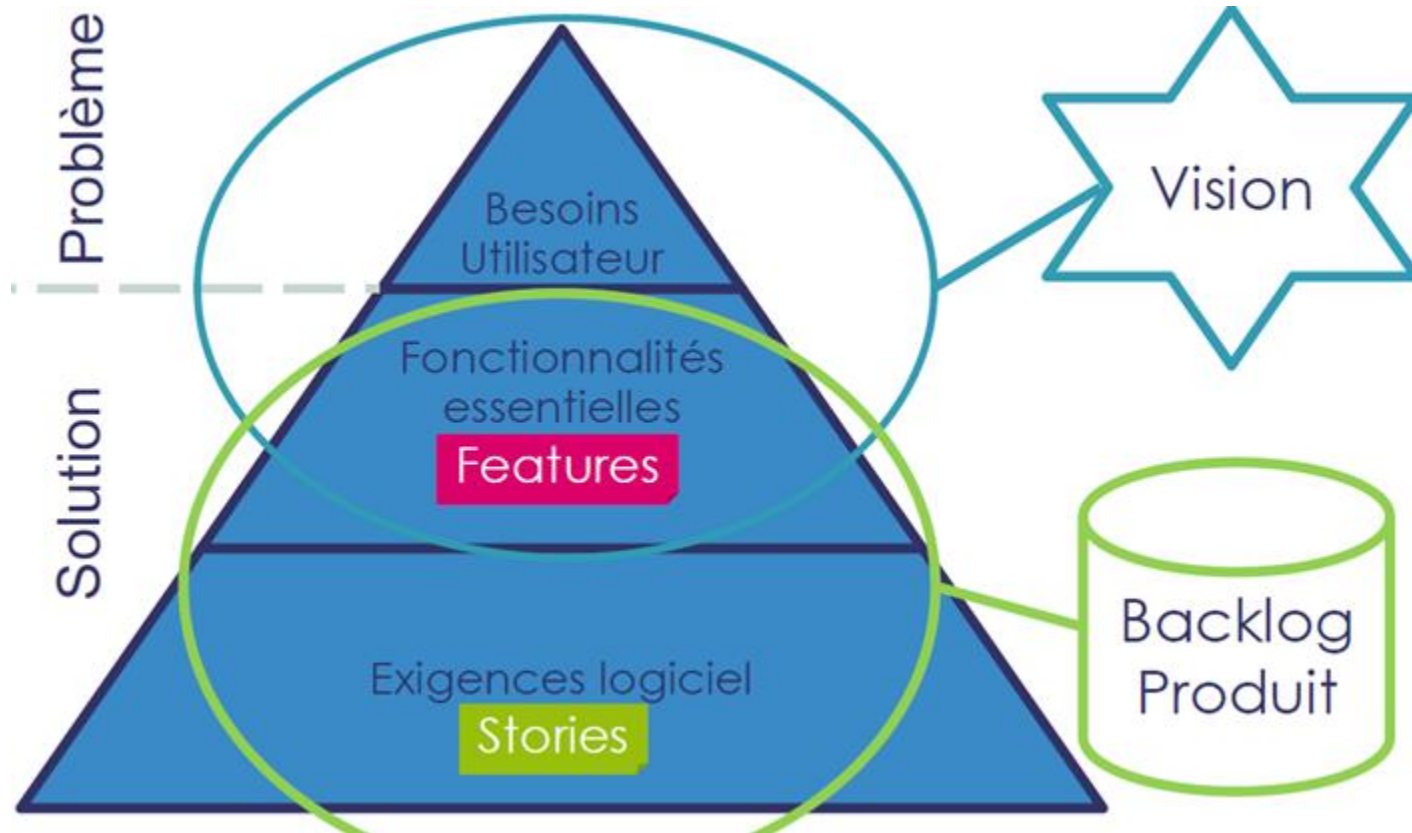 Problème
Besoins
Utilisateur
Vision
Solution
Fonctionnalités
essentielles
Features
Exigences logiciel
Stories
Backlog
Produit